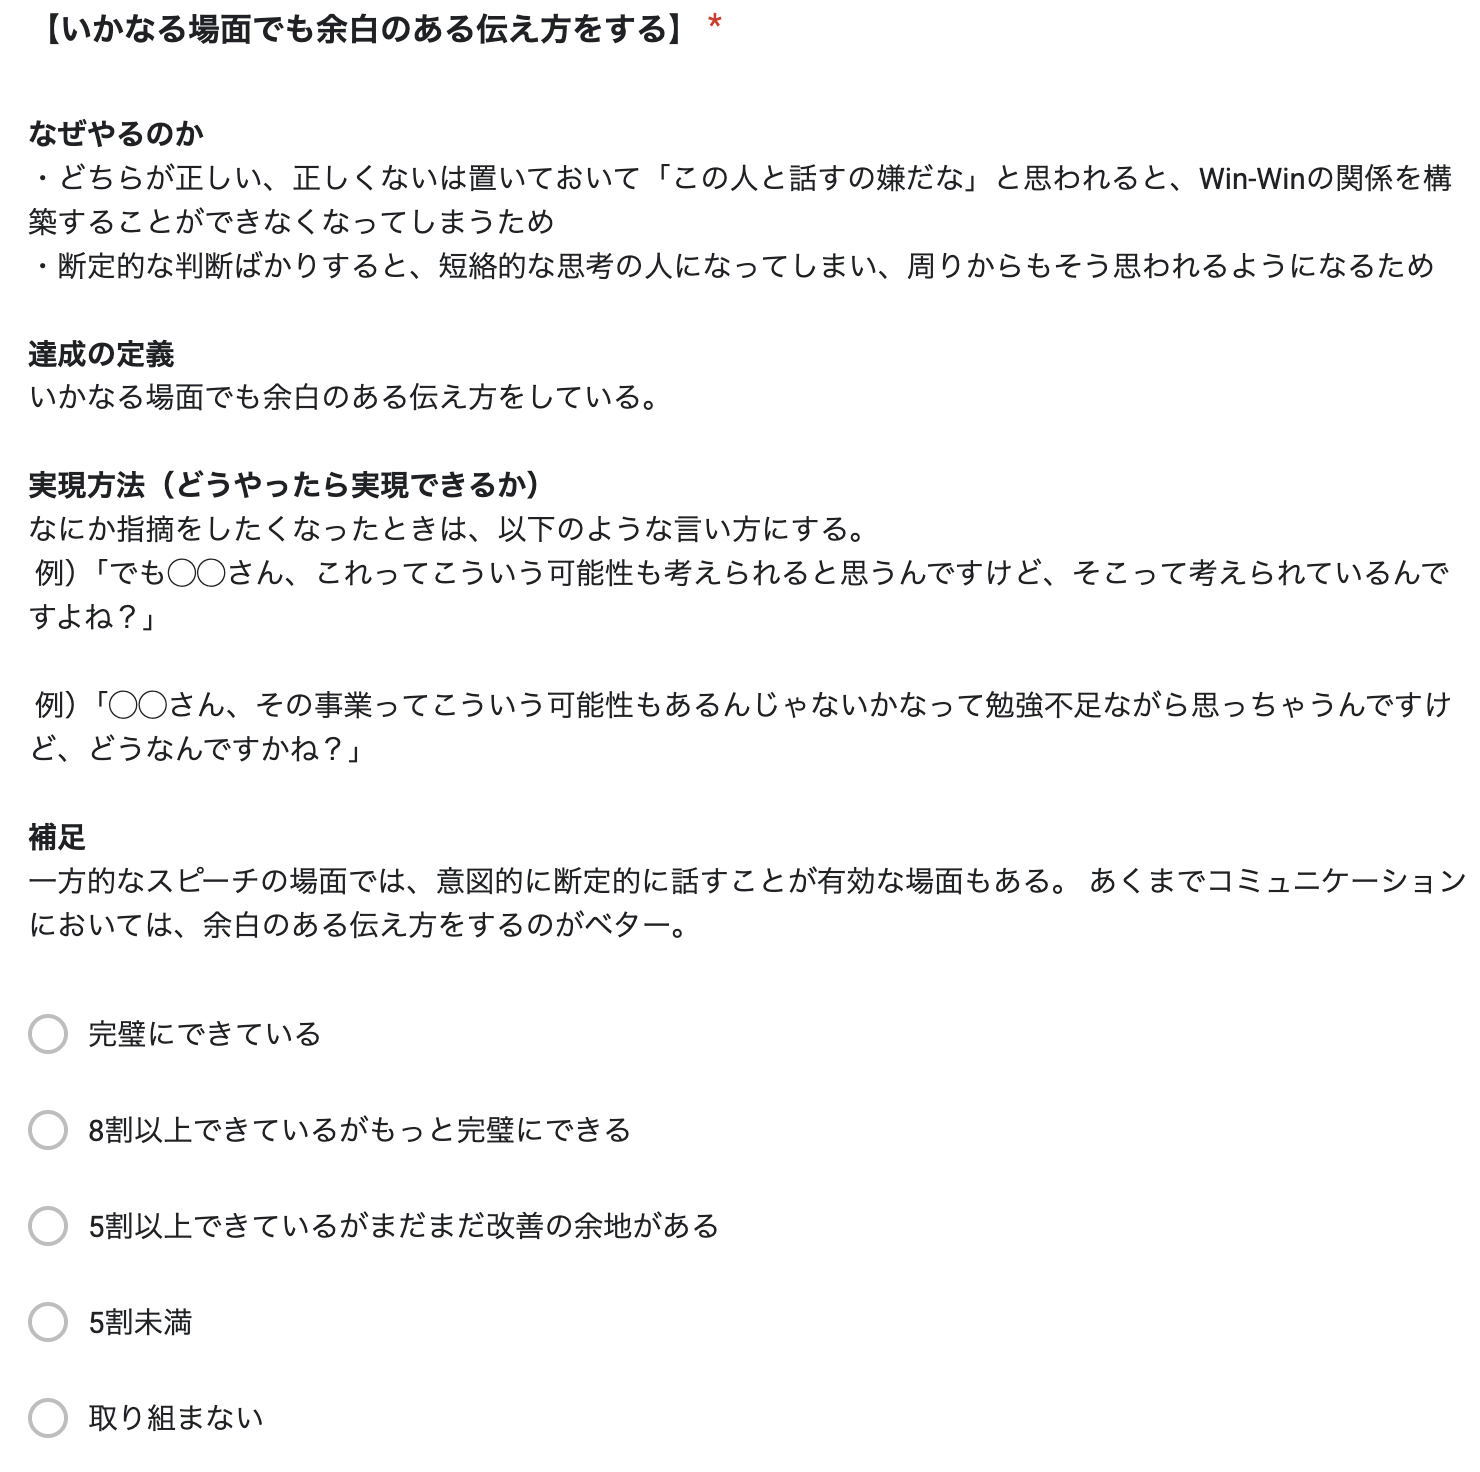 【いかなる場面でも余白のある伝え方をする】 *
なぜやるのか
・どちらが正しい、正しくないは置いておいて「この人と話すの嫌だな」と思われると、Win-Winの関係を構
築することができなくなってしまうため
・断定的な判断ばかりすると、短絡的な思考の人になってしまい、周りからもそう思われるようになるため
達成の定義
いかなる場面でも余白のある伝え方をしている。
実現方法（どうやったら実現できるか）
なにか指摘をしたくなったときは、以下のような言い方にする。
例）「でも◯◯さん、これってこういう可能性も考えられると思うんですけど、そこって考えられているんで
すよね？」
例）「◯◯さん、その事業ってこういう可能性もあるんじゃないかなって勉強不足ながら思っちゃうんですけ
ど、どうなんですかね？」
補足
一方的なスピーチの場面では、意図的に断定的に話すことが有効な場面もある。 あくまでコミュニケーション
においては、余白のある伝え方をするのがベター。
完璧にできている
8割以上できているがもっと完璧にできる
5割以上できているがまだまだ改善の余地がある
5割未満
取り組まない